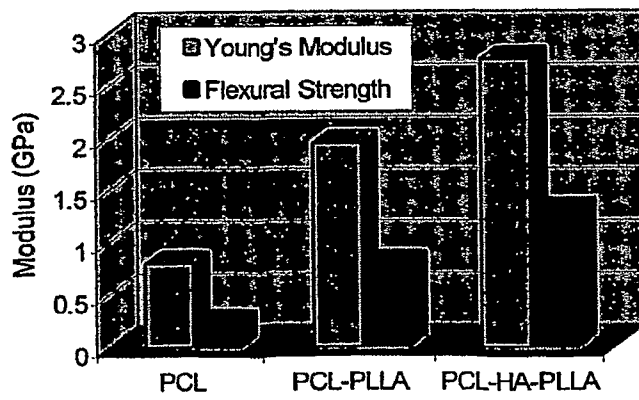 3
Young's Modulus
2.5
Flexural Strength
2
1.5
1
0.5
0
Modulus (GPa)
PCL
PCL-PLLA
PCL-HA-PLLA